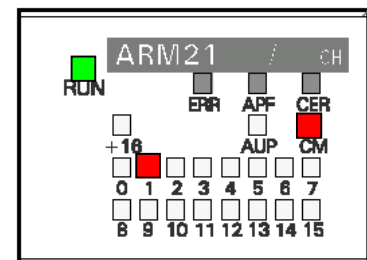 ARM21 / CH
RUN
ERR APF CER
+16 AUP CM
0 1 2 3 4 5 6 7
8 9 10 11 12 13 14 15